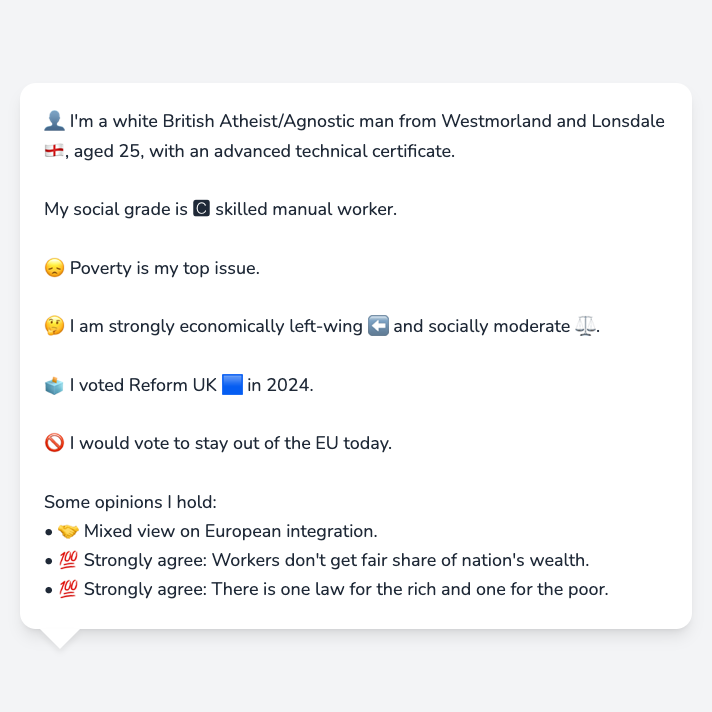 👤 I'm a white British Atheist/Agnostic man from Westmorland and Lonsdale
🏴󠁧󠁢󠁥󠁮󠁧󠁿, aged 25, with an advanced technical certificate.
My social grade is 🅲 skilled manual worker.
😞 Poverty is my top issue.
🤔 I am strongly economically left-wing ⬅️ and socially moderate ⚖️.
🗳️ I voted Reform UK 🟦 in 2024.
🚫 I would vote to stay out of the EU today.
Some opinions I hold:
• 🤝 Mixed view on European integration.
• 💯 Strongly agree: Workers don't get fair share of nation's wealth.
• 💯 Strongly agree: There is one law for the rich and one for the poor.